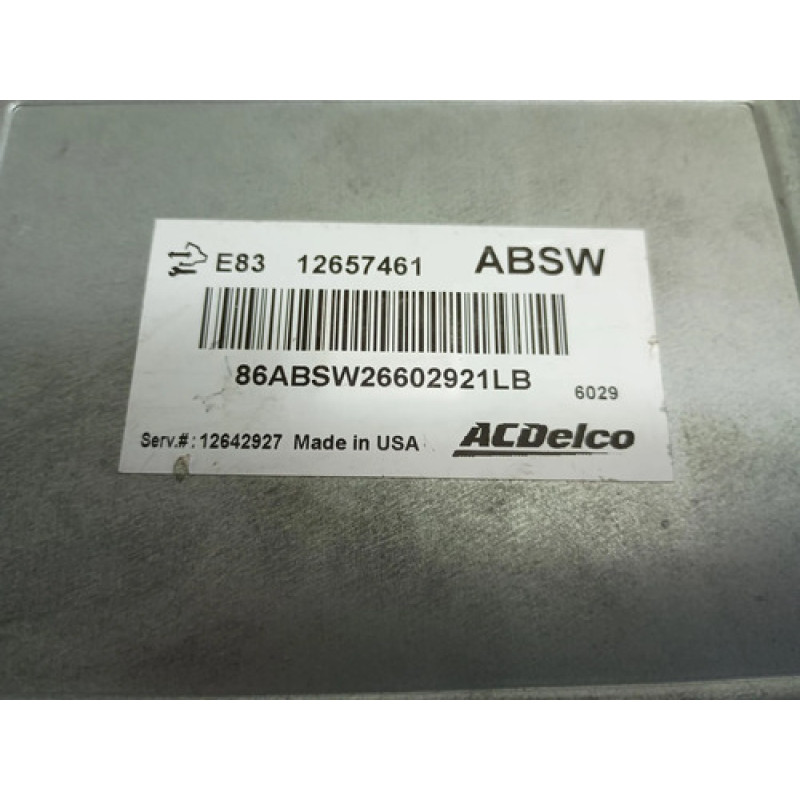 E83 12657461 ABSW
86ABSW26602921LB
6029
Serv.#: 12642927 Made in USA ACDelco